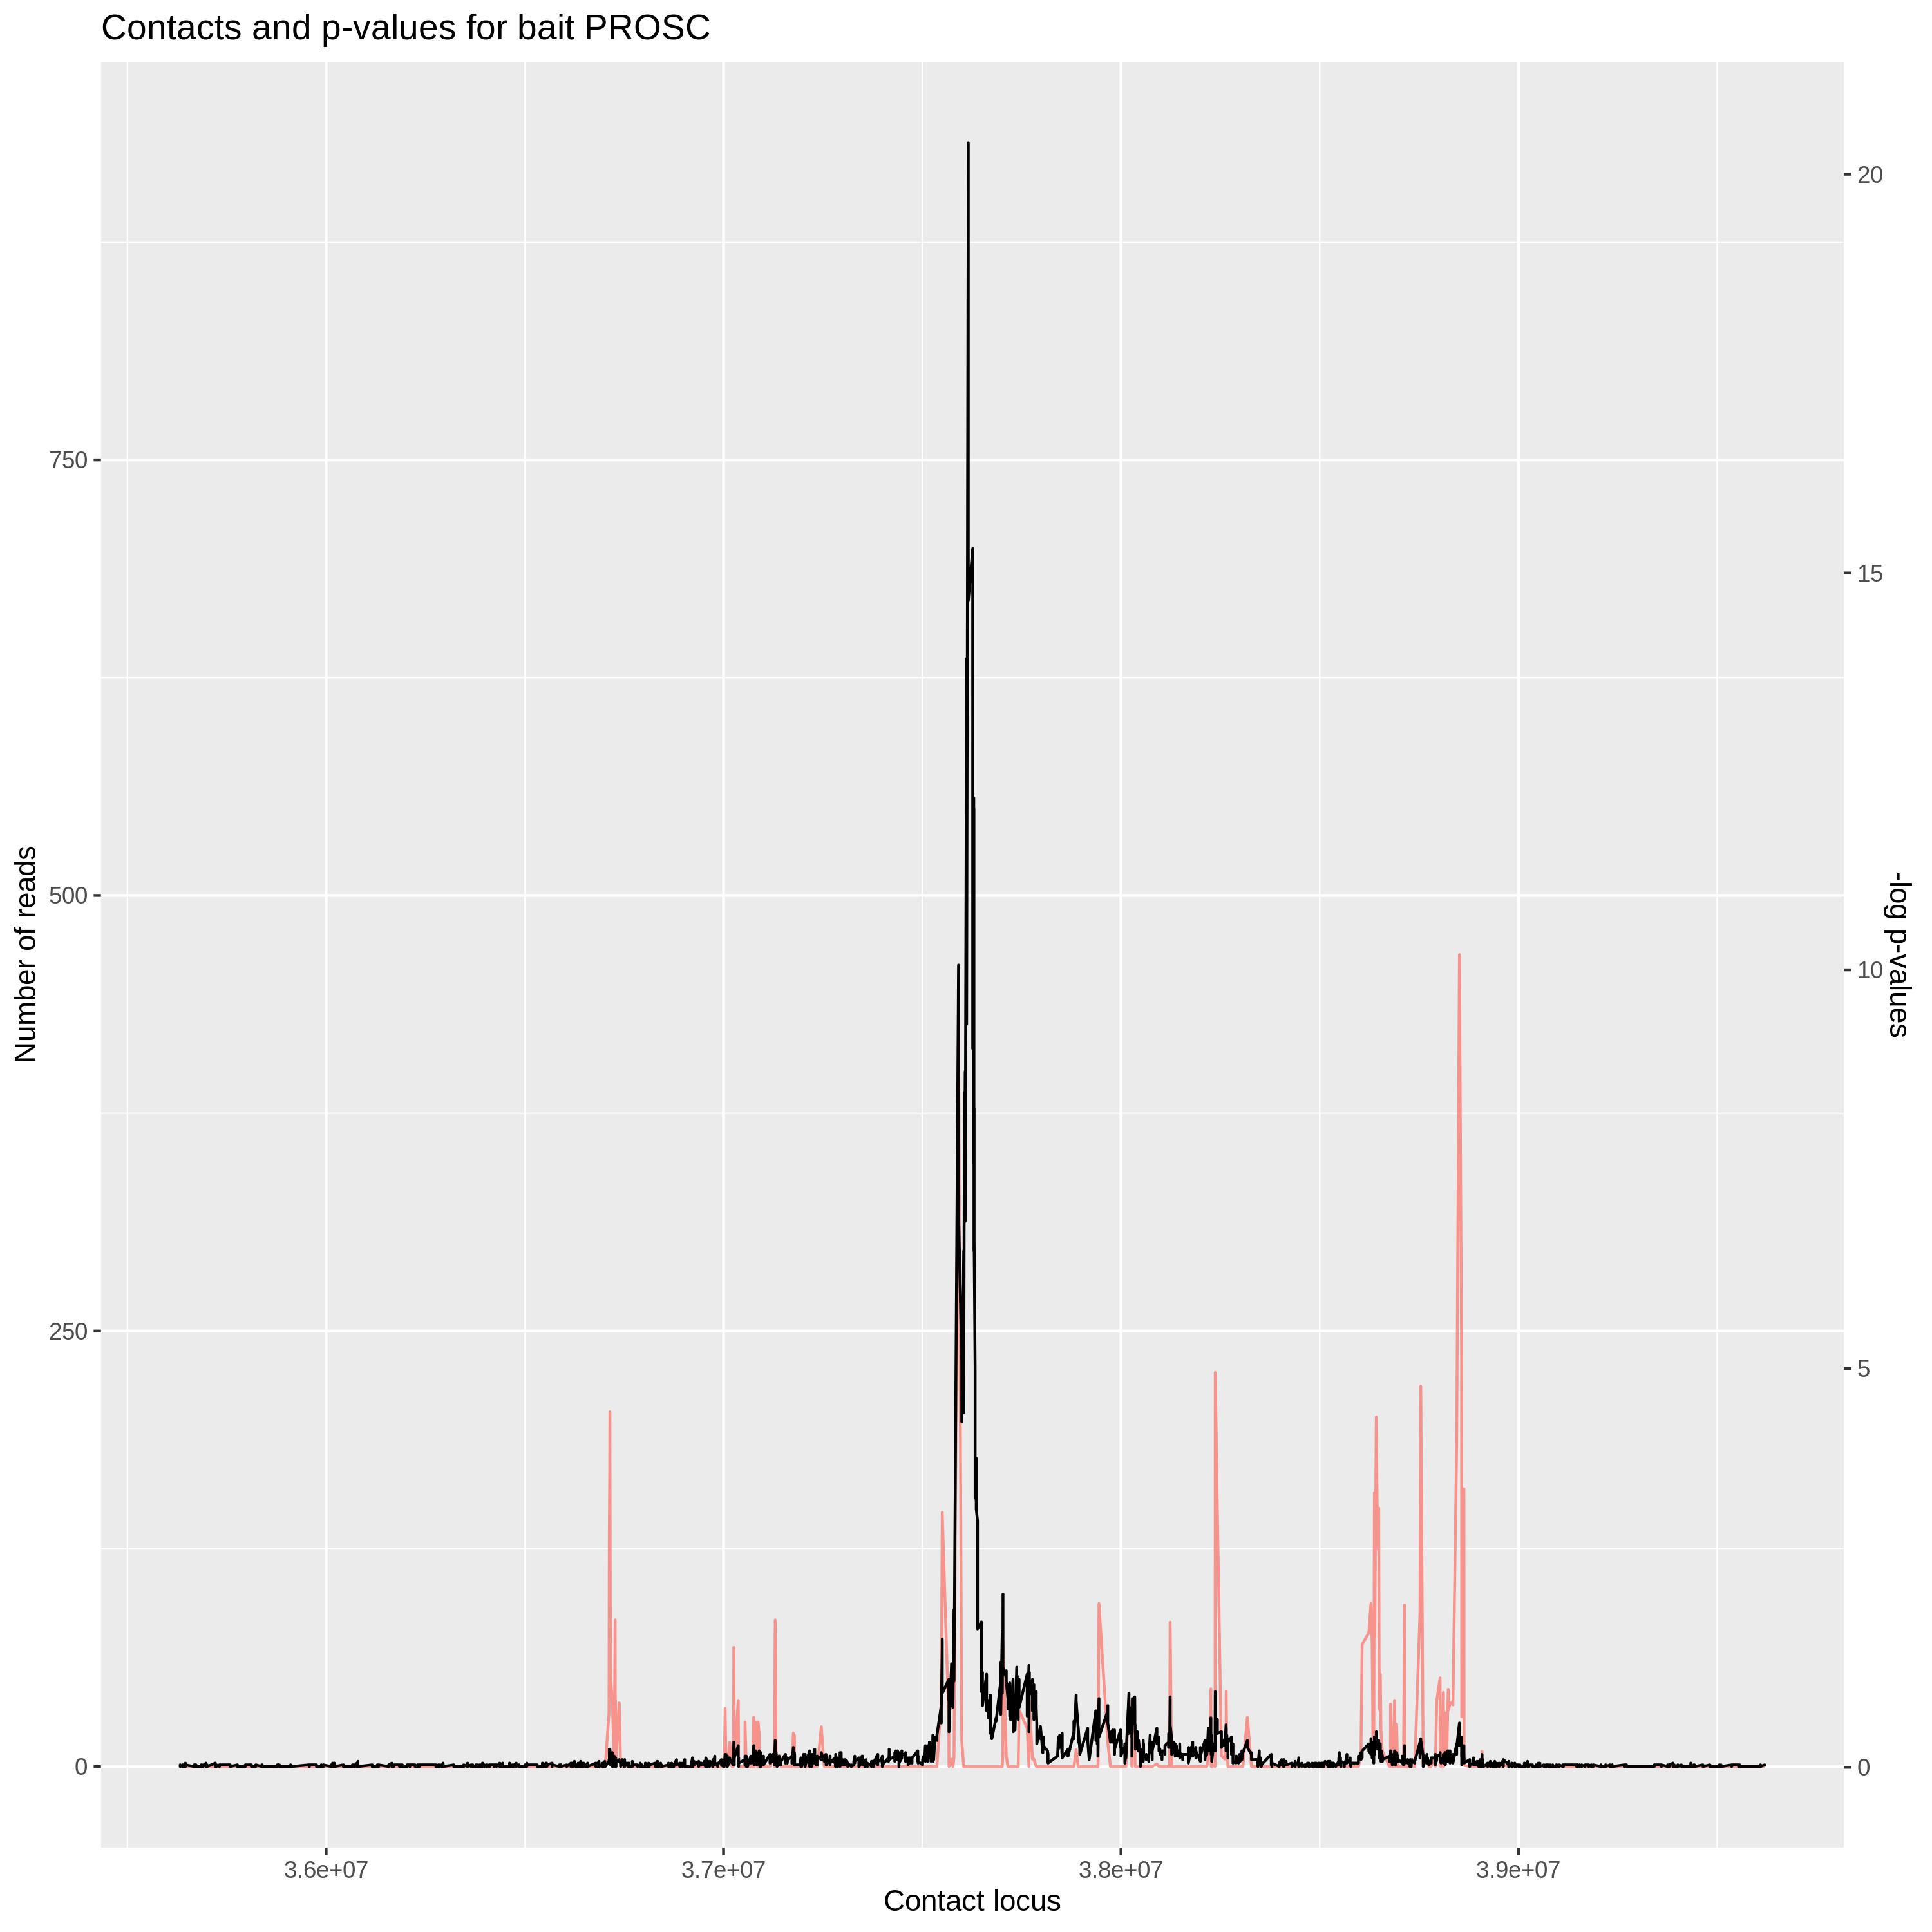 Contacts and p-values for bait PROSC
750
500
250
0
Number of reads
20
15
10
5
0
-log p-values
3.6e+07
3.7e+07
3.8e+07
3.9e+07
Contact locus